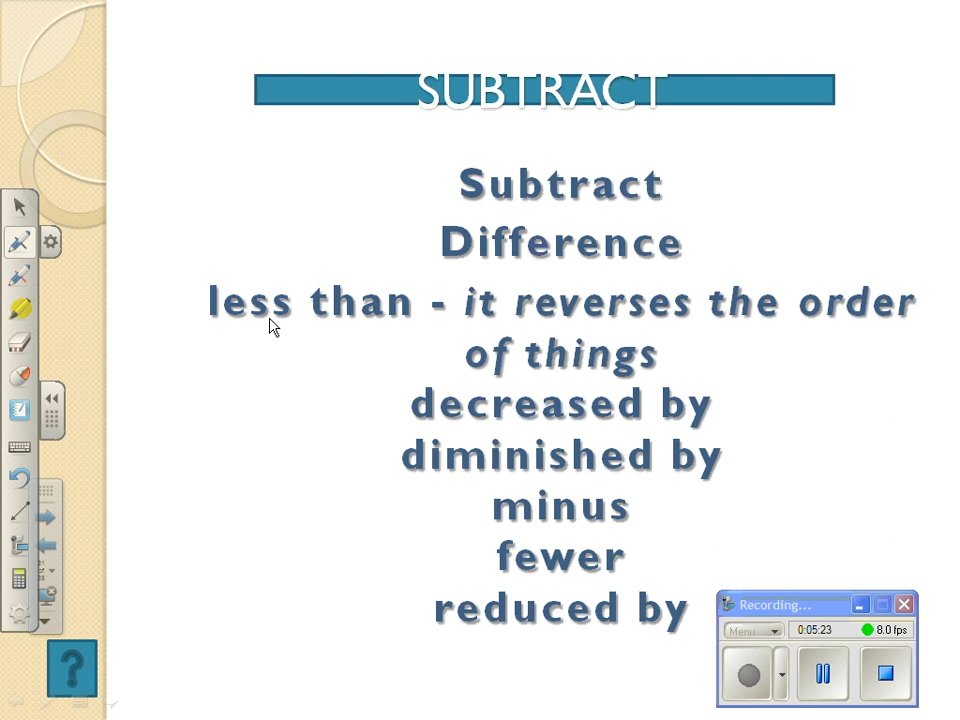 SUBTRACT
Subtract
Difference
less than - it reverses the order
of things
decreased by
diminished by
minus
fewer
reduced by
Recording...
Menu
0:05:23
8.0 fps
?